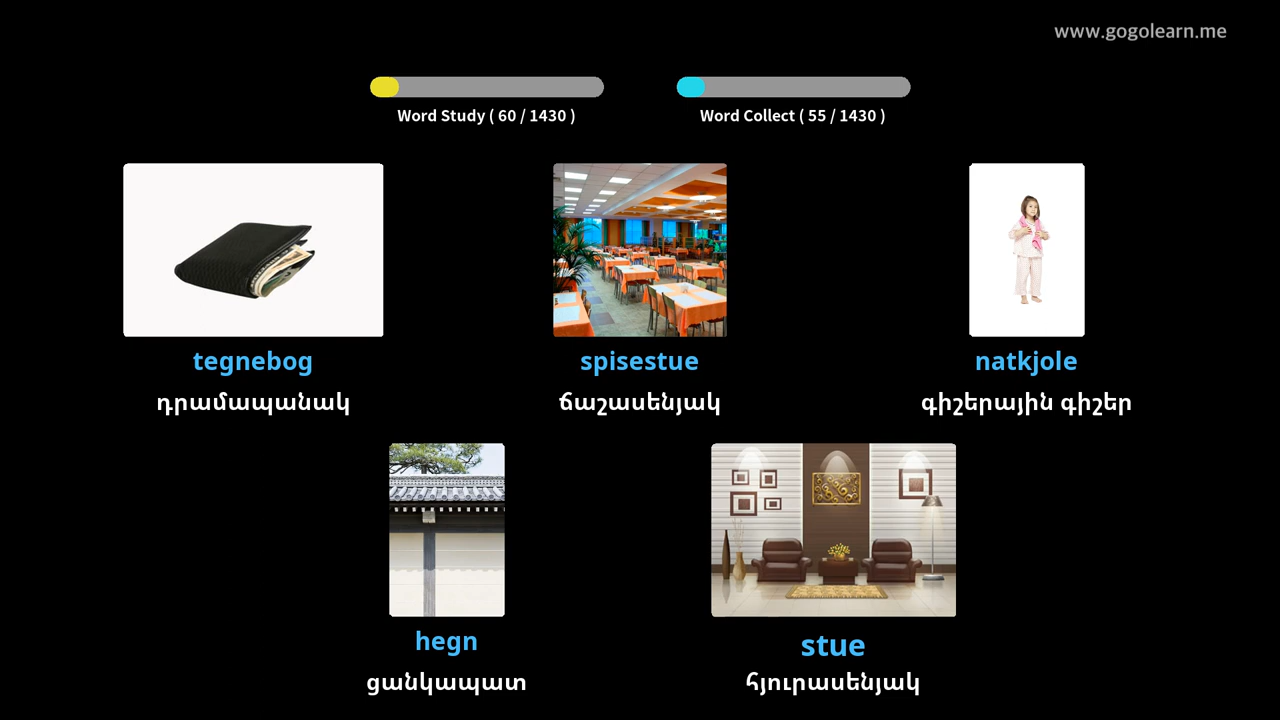 www.gogolearn.me
Word Study ( 60 / 1430 )
Word Collect ( 55 / 1430 )
tegnebog
դրամապանակ
spisestue
ճաշասենյակ
natkjole
գիշերային գիշեր
hegn
ցանկապատ
stue
հյուրասենյակ